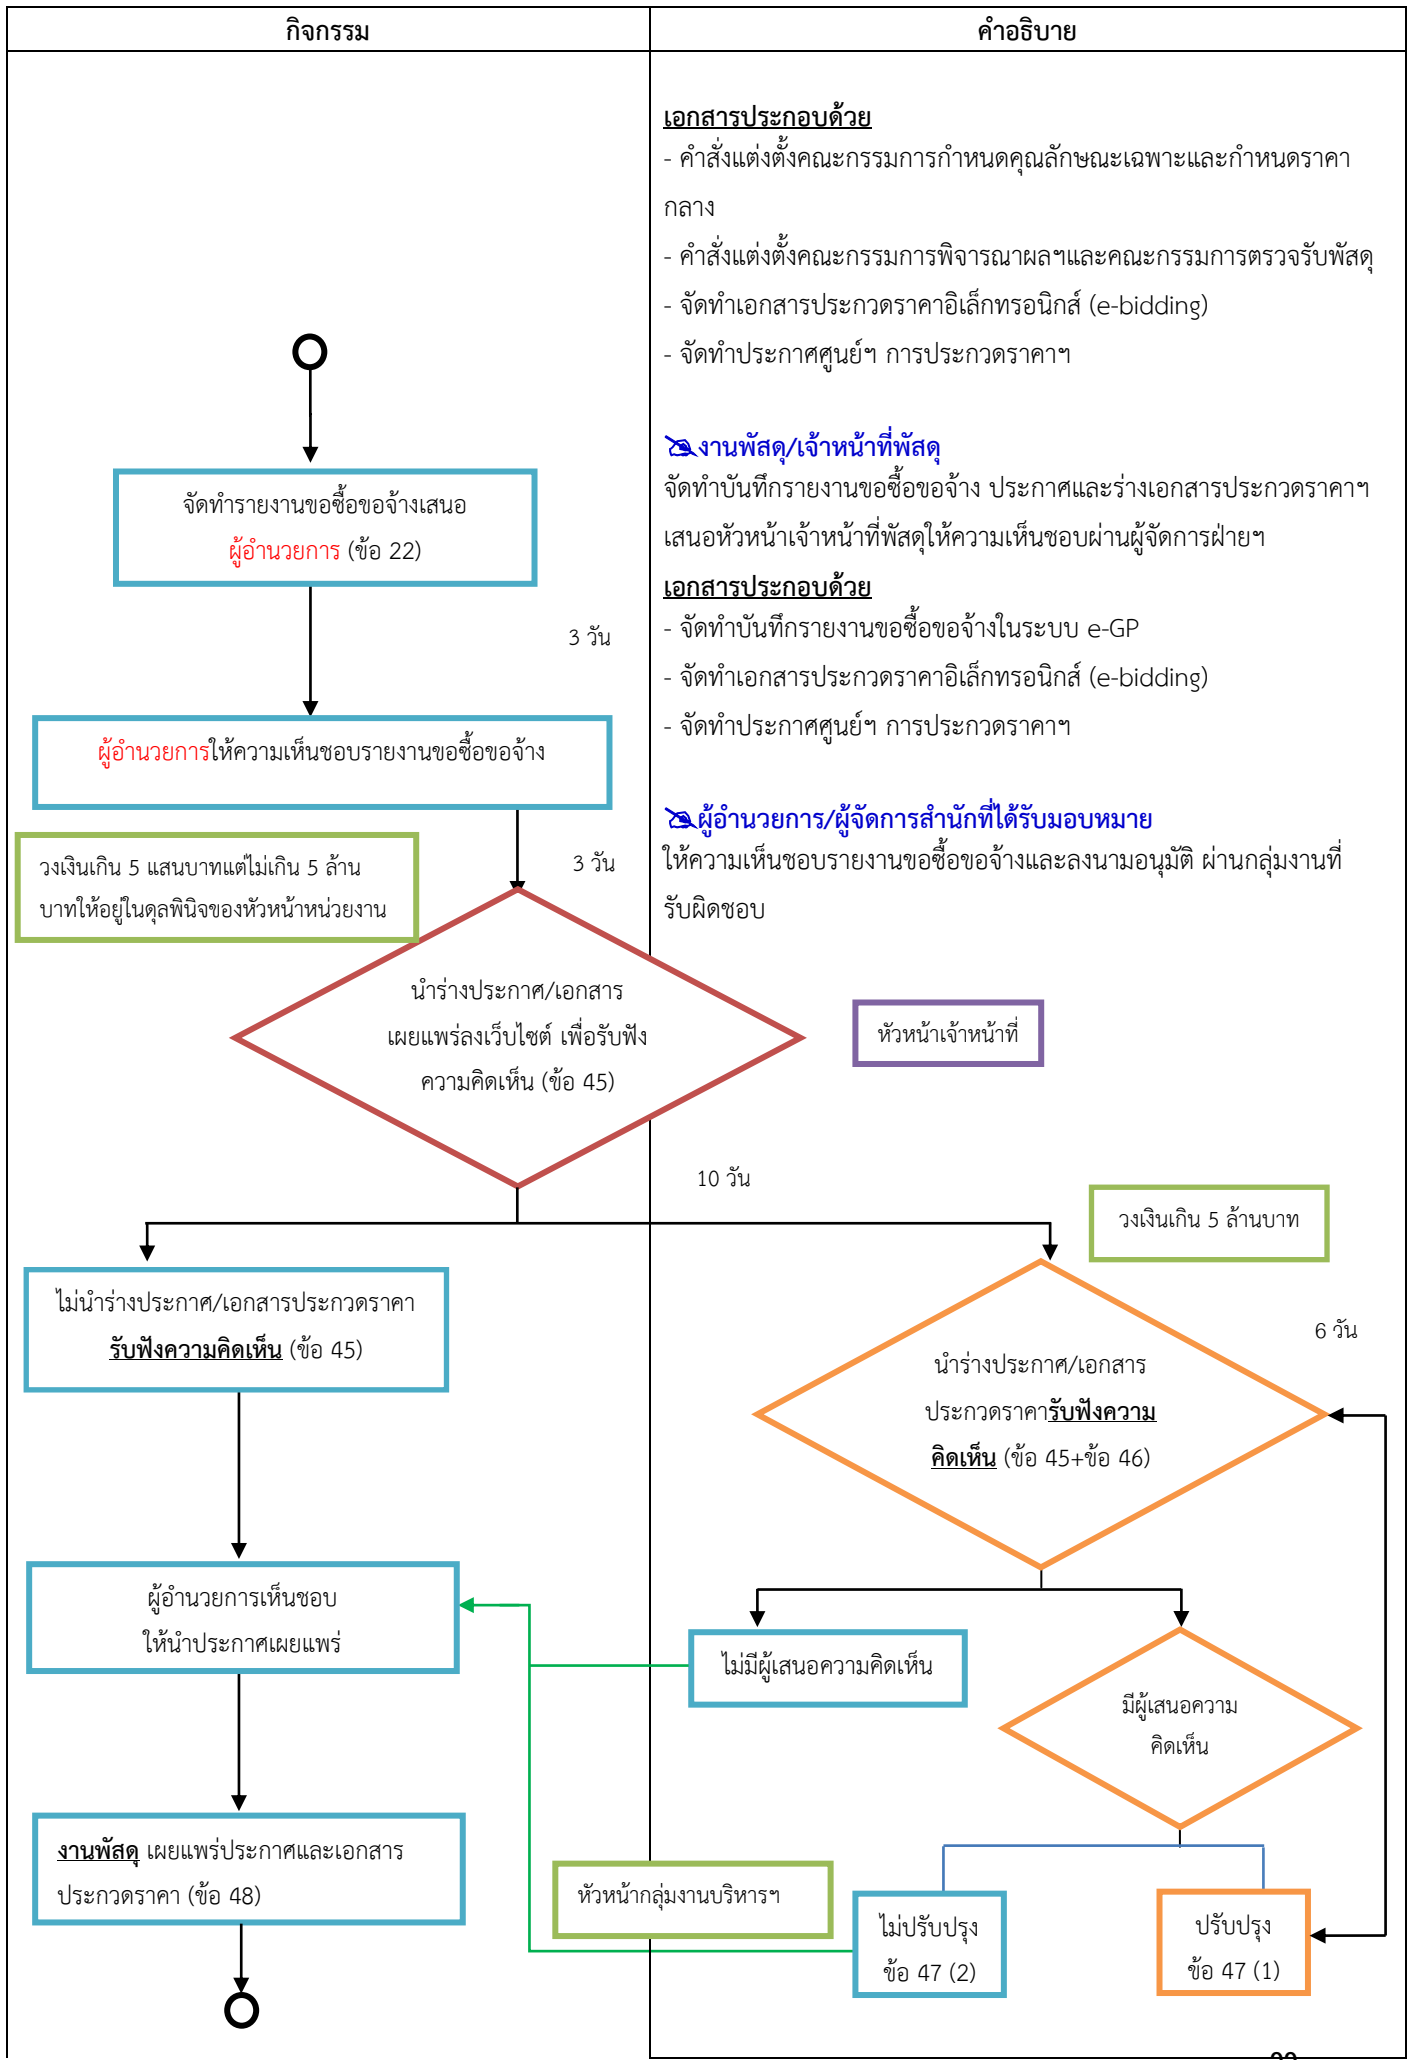 กิจกรรม
คำอธิบาย
เอกสารประกอบด้วย
- คำสั่งแต่งตั้งคณะกรรมการกำหนดคุณลักษณะเฉพาะและกำหนดราคา
กลาง
- คำสั่งแต่งตั้งคณะกรรมการพิจารณาผลฯและคณะกรรมการตรวจรับพัสดุ
- จัดทำเอกสารประกวดราคาอิเล็กทรอนิกส์ (e-bidding)
- จัดทำประกาศศูนย์ฯ การประกวดราคาฯ
งานพัสดุ/เจ้าหน้าที่พัสดุ
จัดทำบันทึกรายงานขอซื้อขอจ้าง ประกาศและร่างเอกสารประกวดราคาฯ
เสนอหัวหน้าเจ้าหน้าที่พัสดุให้ความเห็นชอบผ่านผู้จัดการฝ่ายฯ
เอกสารประกอบด้วย
- จัดทำบันทึกรายงานขอซื้อขอจ้างในระบบ e-GP
- จัดทำเอกสารประกวดราคาอิเล็กทรอนิกส์ (e-bidding)
- จัดทำประกาศศูนย์ฯ การประกวดราคาฯ
ผู้อำนวยการ/ผู้จัดการสำนักที่ได้รับมอบหมาย
ให้ความเห็นชอบรายงานขอซื้อขอจ้างและลงนามอนุมัติ ผ่านกลุ่มงานที่
รับผิดชอบ
จัดทำรายงานขอซื้อขอจ้างเสนอ
ผู้อำนวยการ (ข้อ 22)
3 วัน
ผู้อำนวยการให้ความเห็นชอบรายงานขอซื้อขอจ้าง
วงเงินเกิน 5 แสนบาทแต่ไม่เกิน 5 ล้าน
บาทให้อยู่ในดุลพินิจของหัวหน้าหน่วยงาน
3 วัน
นำร่างประกาศ/เอกสาร
เผยแพร่ลงเว็บไซต์ เพื่อรับฟัง
ความคิดเห็น (ข้อ 45)
หัวหน้าเจ้าหน้าที่
10 วัน
วงเงินเกิน 5 ล้านบาท
ไม่นำร่างประกาศ/เอกสารประกวดราคา
รับฟังความคิดเห็น (ข้อ 45)
6 วัน
นำร่างประกาศ/เอกสาร
ประกวดราคารับฟังความ
คิดเห็น (ข้อ 45+ข้อ 46)
ผู้อำนวยการเห็นชอบ
ให้นำประกาศเผยแพร่
ไม่มีผู้เสนอความคิดเห็น
มีผู้เสนอความ
คิดเห็น
งานพัสดุ เผยแพร่ประกาศและเอกสาร
ประกวดราคา (ข้อ 48)
หัวหน้ากลุ่มงานบริหารฯ
ไม่ปรับปรุง
ข้อ 47 (2)
ปรับปรุง
ข้อ 47 (1)